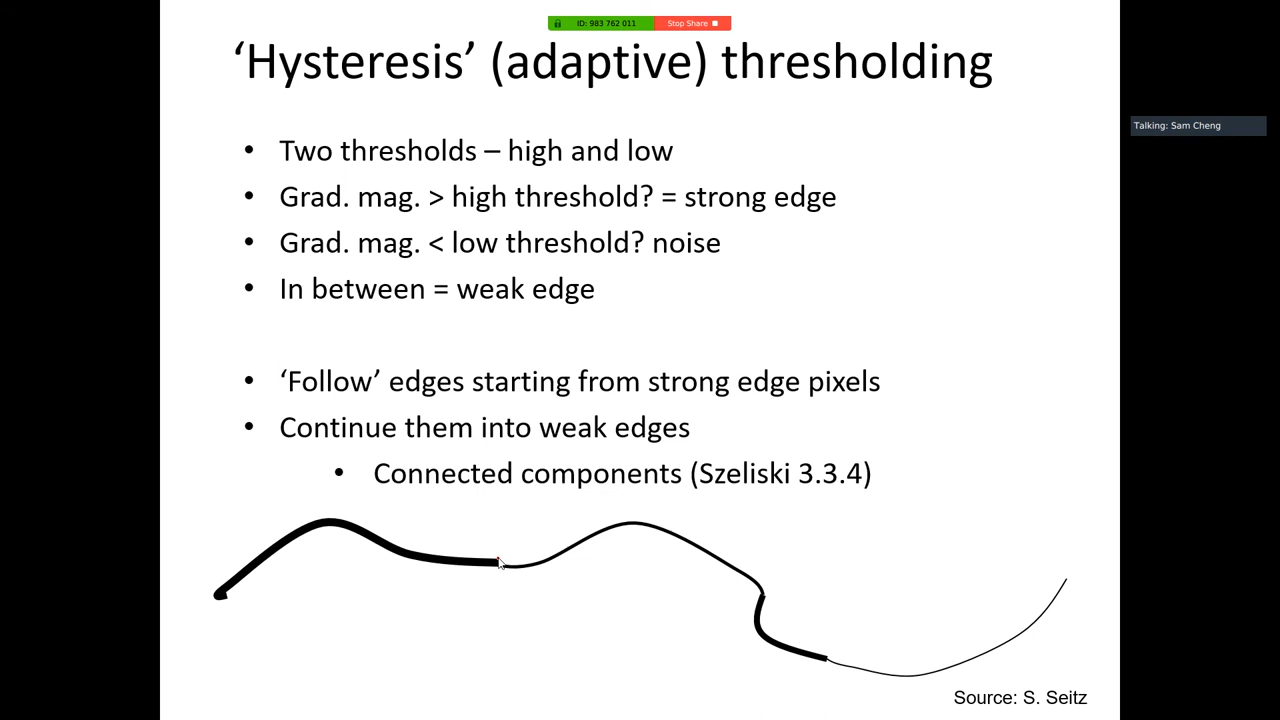 ID: 983 762 011 Stop Share
‘Hysteresis’ (adaptive) thresholding
Talking: Sam Cheng
• Two thresholds – high and low
• Grad. mag. > high threshold? = strong edge
• Grad. mag. < low threshold? noise
• In between = weak edge
• ‘Follow’ edges starting from strong edge pixels
• Continue them into weak edges
• Connected components (Szeliski 3.3.4)
Source: S. Seitz